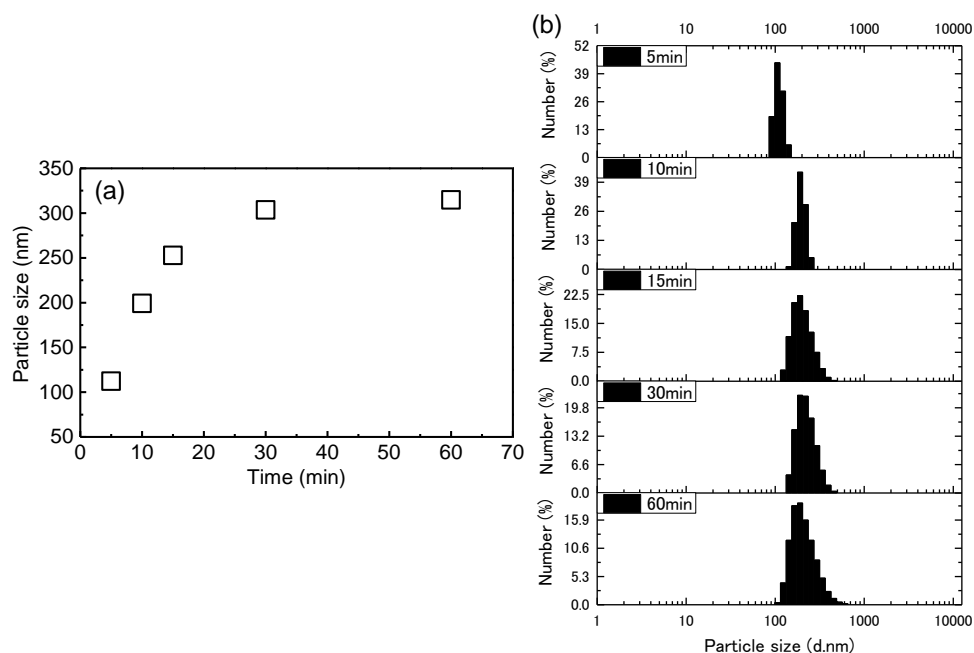 (a)
350
300
250
200
150
100
50
0 10 20 30 40 50 60 70
Particle size (nm)
Time (min)
(b)
1 10 100 1000 10000
52
39
26
13
0
Number (%)
5min
39
26
13
0
Number (%)
10min
22.5
15.0
7.5
0.0
Number (%)
15min
19.8
13.2
6.6
0.0
Number (%)
30min
15.9
10.6
5.3
0.0
Number (%)
60min
1 10 100 1000 10000
Particle size (d.nm)